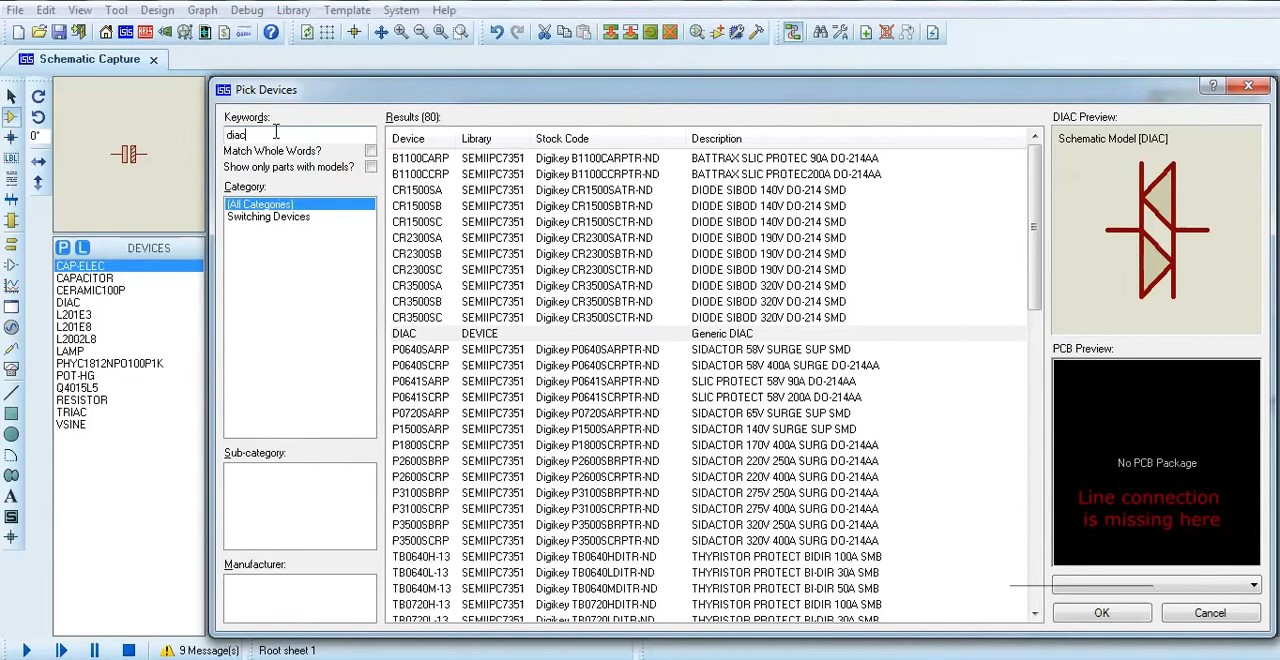 File Edit View Tool Design Graph Debug Library Template System Help
Schematic Capture
Pick Devices
Keywords:
diac
Match Whole Words?
Show only parts with models?
Category:
(All Categories)
Switching Devices
Sub-category:
Manufacturer:
0°
LBL
P L DEVICES
CAP-ELEC
CAPACITOR
CERAMIC100P
DIAC
L201E3
L201E8
L2002L8
LAMP
PHYC1812NPO100P1K
POT-HG
Q4015L5
RESISTOR
TRIAC
VSINE
Results (80):
Device Library Stock Code Description
B1100CARP SEMIIPC7351 Digikey B1100CARPTR-ND BATTRAX SLIC PROTEC 90A DO-214AA
B1100CCARP SEMIIPC7351 Digikey B1100CCARPTR-ND BATTRAX SLIC PROTEC200A DO-214AA
CR1500SA SEMIIPC7351 Digikey CR1500SATR-ND DIODE SIBOD 140V DO-214 SMD
CR1500SB SEMIIPC7351 Digikey CR1500SBTR-ND DIODE SIBOD 140V DO-214 SMD
CR1500SC SEMIIPC7351 Digikey CR1500SCTR-ND DIODE SIBOD 140V DO-214 SMD
CR2300SA SEMIIPC7351 Digikey CR2300SATR-ND DIODE SIBOD 190V DO-214 SMD
CR2300SB SEMIIPC7351 Digikey CR2300SBTR-ND DIODE SIBOD 190V DO-214 SMD
CR2300SC SEMIIPC7351 Digikey CR2300SCTR-ND DIODE SIBOD 190V DO-214 SMD
CR3500SA SEMIIPC7351 Digikey CR3500SATR-ND DIODE SIBOD 320V DO-214 SMD
CR3500SB SEMIIPC7351 Digikey CR3500SBTR-ND DIODE SIBOD 320V DO-214 SMD
CR3500SC SEMIIPC7351 Digikey CR3500SCTR-ND DIODE SIBOD 320V DO-214 SMD
DIAC DEVICE Generic DIAC
P0640SARP SEMIIPC7351 Digikey P0640SARPTR-ND SIDACTOR 58V SURGE SUP SMD
P0640SCRP SEMIIPC7351 Digikey P0640SCRPTR-ND SIDACTOR 58V 400A SURGE SUP SMD
P0641SARP SEMIIPC7351 Digikey P0641SARPTR-ND SLIC PROTECT 58V 90A DO-214AA
P0641SCRP SEMIIPC7351 Digikey P0641SCRPTR-ND SLIC PROTECT 58V 200A DO-214AA
P0720SARP SEMIIPC7351 Digikey P0720SARPTR-ND SIDACTOR 65V SURGE SUP SMD
P1500SARP SEMIIPC7351 Digikey P1500SARPTR-ND SIDACTOR 140V SURGE SUP SMD
P1800SCRP SEMIIPC7351 Digikey P1800SCRPTR-ND SIDACTOR 170V 400A SURG DO-214AA
P2600SBRP SEMIIPC7351 Digikey P2600SBRPTR-ND SIDACTOR 220V 250A SURG DO-214AA
P2600SCRP SEMIIPC7351 Digikey P2600SCRPTR-ND SIDACTOR 220V 400A SURG DO-214AA
P3100SBRP SEMIIPC7351 Digikey P3100SBRPTR-ND SIDACTOR 275V 250A SURG DO-214AA
P3100SCRP SEMIIPC7351 Digikey P3100SCRPTR-ND SIDACTOR 275V 400A SURG DO-214AA
P3500SBRP SEMIIPC7351 Digikey P3500SBRPTR-ND SIDACTOR 320V 250A SURG DO-214AA
P3500SCRP SEMIIPC7351 Digikey P3500SCRPTR-ND SIDACTOR 320V 400A SURG DO-214AA
TB0640H-13 SEMIIPC7351 Digikey TB0640HDITR-ND THYRISTOR PROTECT BIDIR 100A SMB
TB0640L-13 SEMIIPC7351 Digikey TB0640LDITR-ND THYRISTOR PROTECT BI-DIR 30A SMB
TB0640M-13 SEMIIPC7351 Digikey TB0640MDITR-ND THYRISTOR PROTECT BI-DIR 50A SMB
TB0720H-13 SEMIIPC7351 Digikey TB0720HDITR-ND THYRISTOR PROTECT BI-DIR 100A SMB
TB0720L-13 SEMIIPC7351 Digikey TB0720LDITR-ND THYRISTOR PROTECT BI-DIR 30A SMB
DIAC Preview:
Schematic Model [DIAC]
PCB Preview:
No PCB Package
Line connection
is missing here
OK Cancel
9 Message(s) Root sheet 1